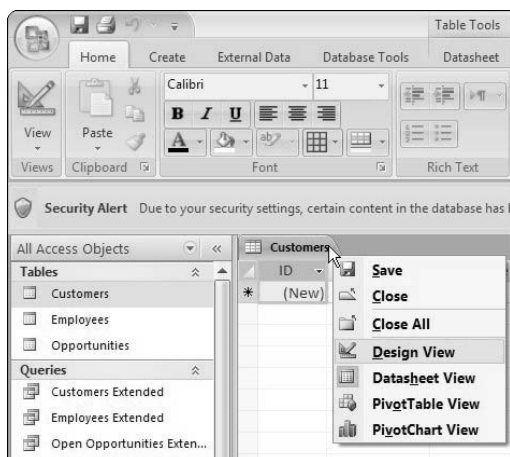 Table Tools
Home Create External Data Database Tools Datasheet
Calibri 11
B I U
A ab
View Paste
Views Clipboard Font Rich Text
Security Alert Due to your security settings, certain content in the database has
All Access Objects
Customers
Tables
ID
Customers
(New)
Employees
Opportunities
Queries
Customers Extended
Employees Extended
Open Opportunities Exten...
Save
Close
Close All
Design View
Datasheet View
PivotTable View
PivotChart View